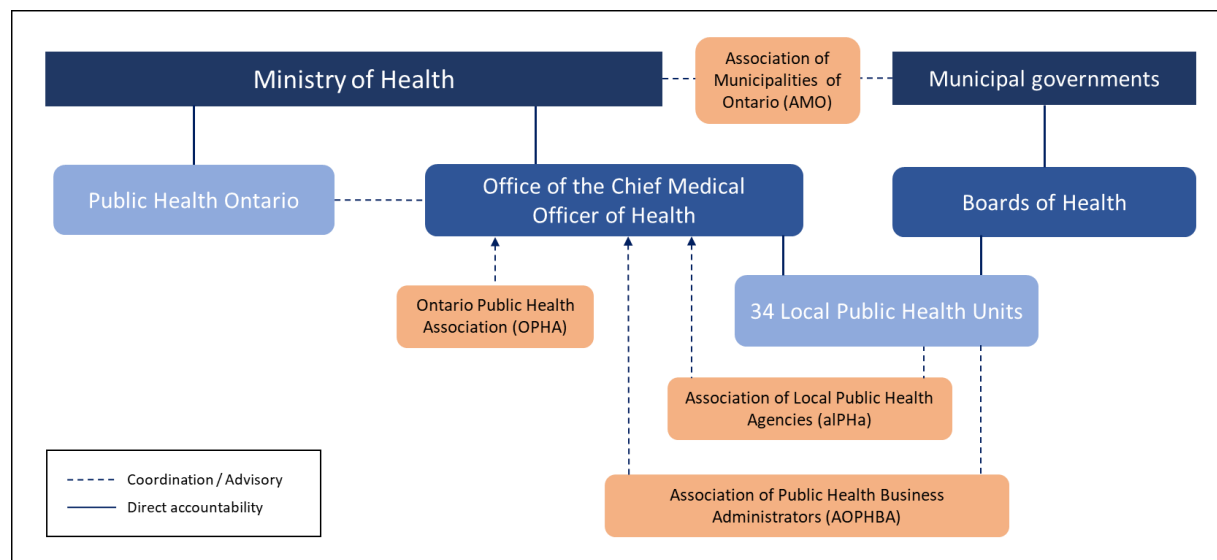 Ministry of Health
Association of
Municipalities of
Ontario (AMO)
Municipal governments
Public Health Ontario
Office of the Chief Medical
Officer of Health
Boards of Health
Ontario Public Health
Association (OPHA)
34 Local Public Health Units
Association of Local Public Health
Agencies (alPHa)
Association of Public Health Business
Administrators (AOPHBA)
Coordination / Advisory
Direct accountability